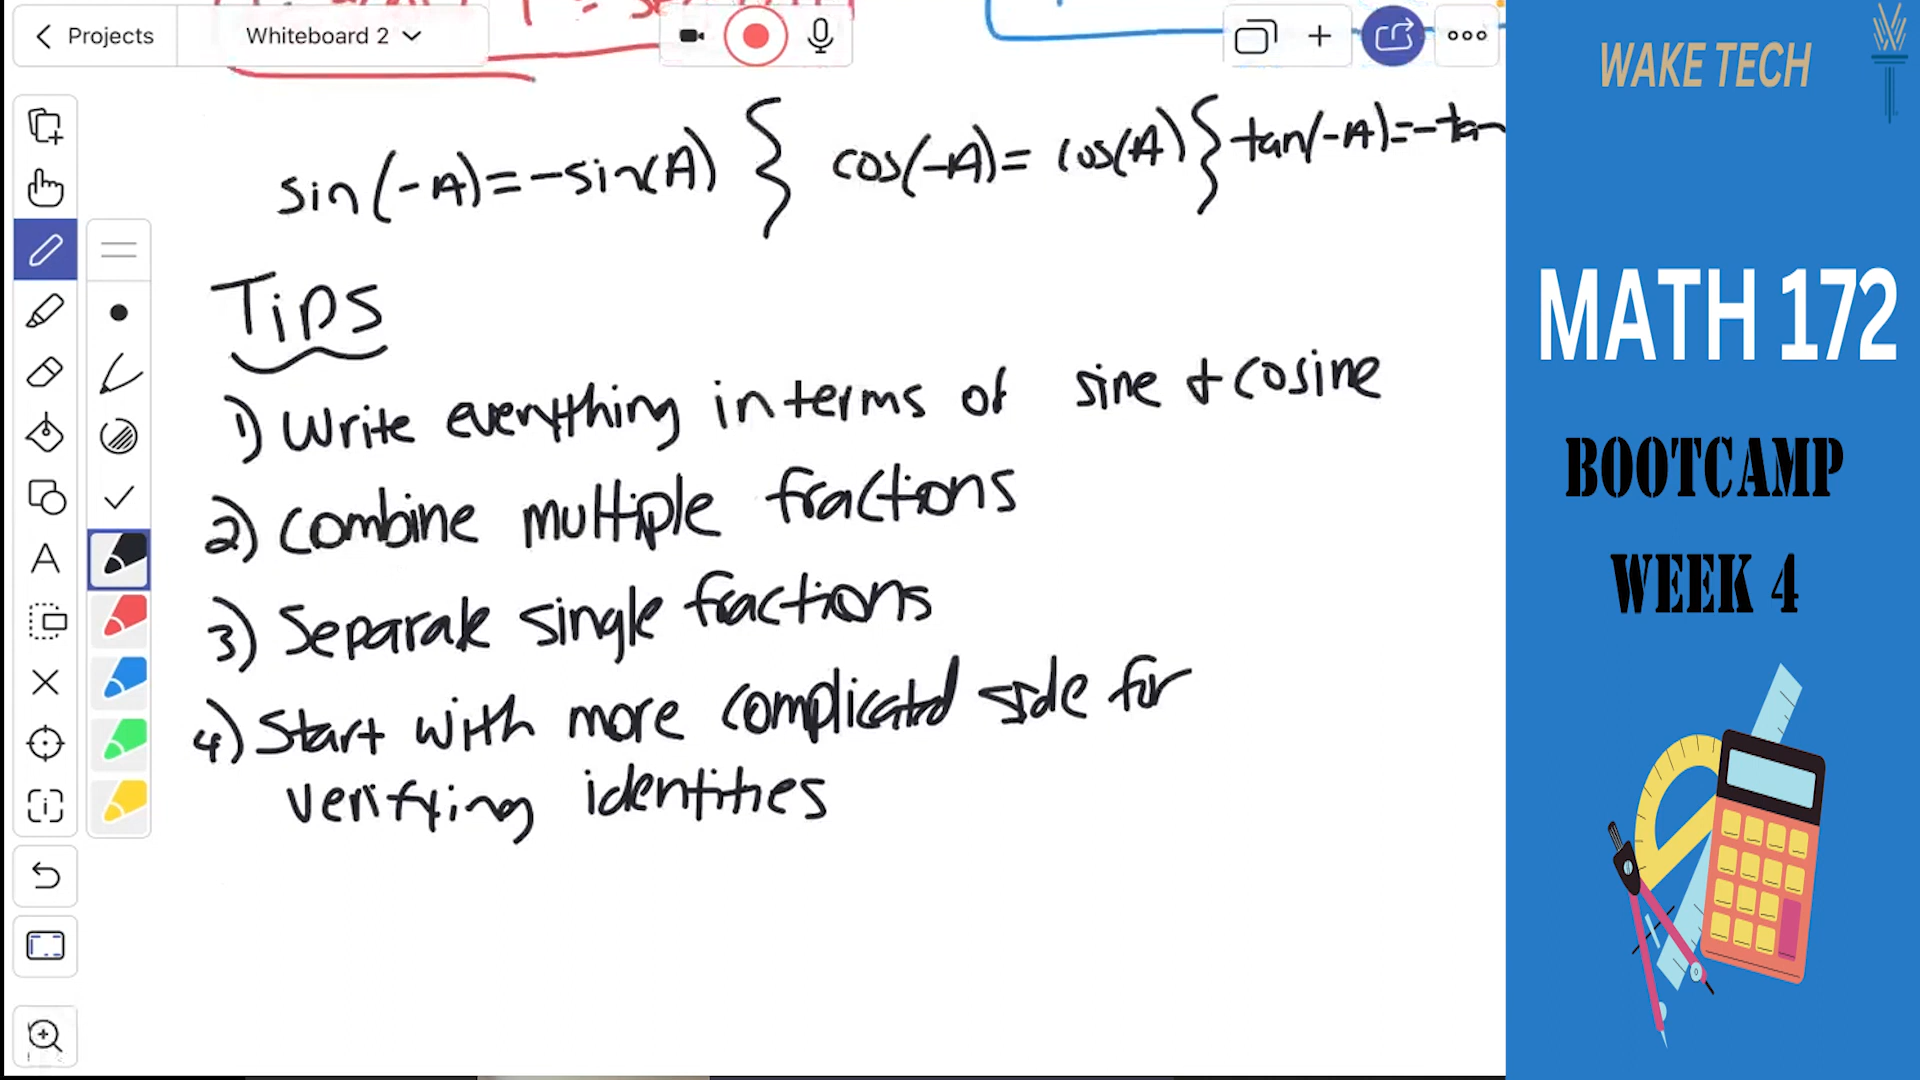 Projects
Whiteboard 2
WAKE TECH
sin(-A)=-sin(A) } cos(-A)= cos(A) } tan(-A)=-tan
Tips
1) Write everything in terms of sine + cosine
2) Combine multiple fractions
3) Separate single fractions
4) Start with more complicated side for
verifying identities
A
MATH 172
BOOTCAMP
WEEK 4